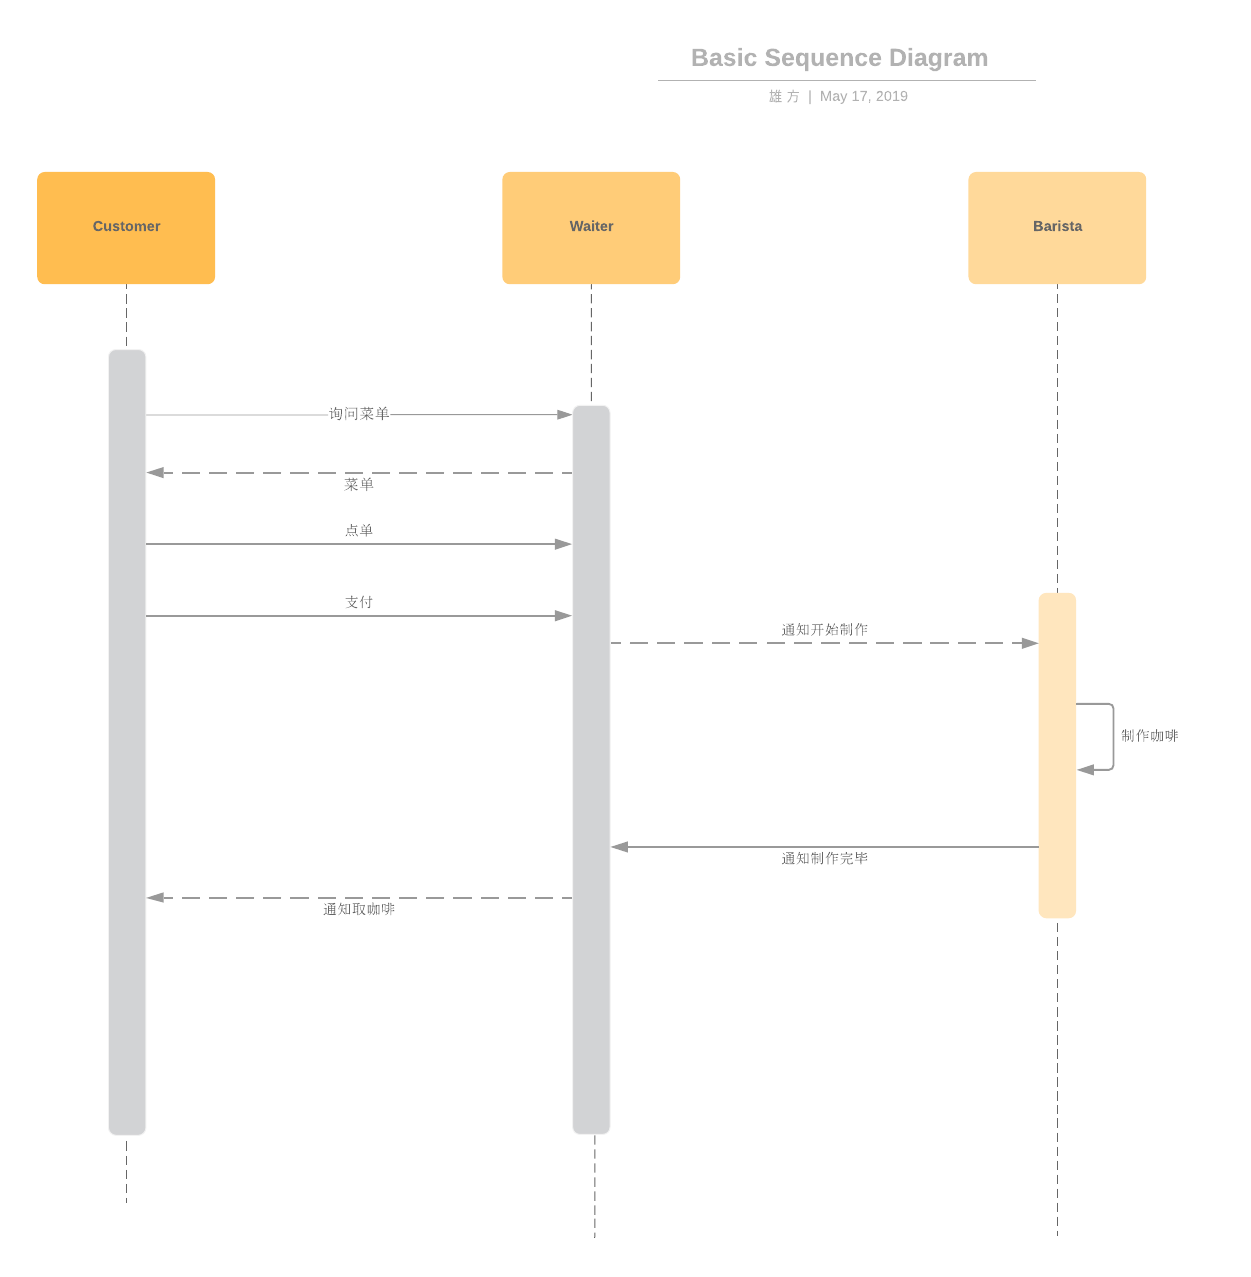 Basic Sequence Diagram
雄 方 | May 17, 2019
Customer
Waiter
Barista
询问菜单
菜单
点单
支付
通知开始制作
制作咖啡
通知制作完毕
通知取咖啡